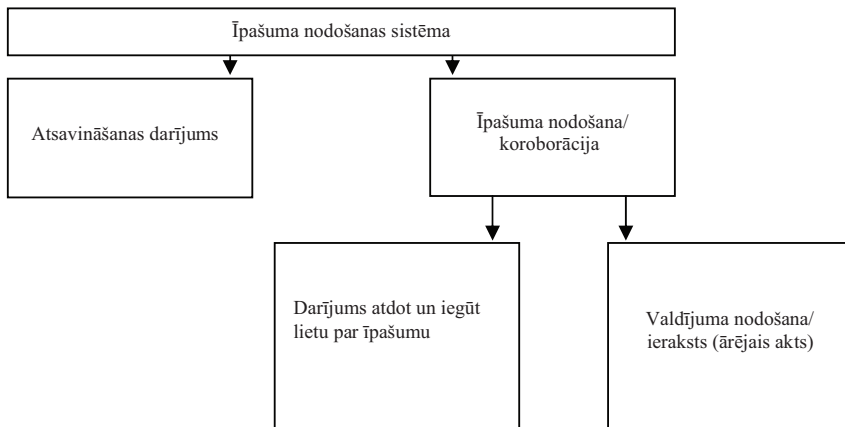 Īpašuma nodošanas sistēma
Atsavināšanas darījums
Īpašuma nodošana/
koroborācija
Darījums atdot un iegūt
lietu par īpašumu
Valdījuma nodošana/
ieraksts (ārējais akts)